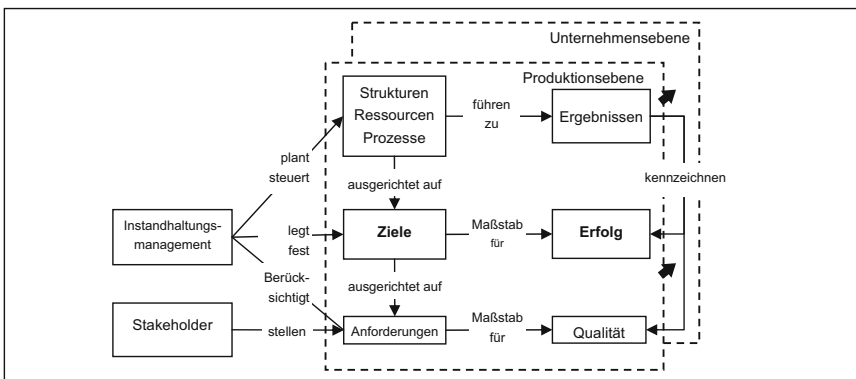 Unternehmensebene
Produktionsebene
Strukturen
Ressourcen
Prozesse
führen
zu
Ergebnissen
plant
steuert
ausgerichtet auf
kennzeichnen
Instandhaltungs-
management
legt
fest
Ziele
Maßstab
für
Erfolg
Berück-
sichtigt
ausgerichtet auf
Stakeholder
stellen
Anforderungen
Maßstab
für
Qualität